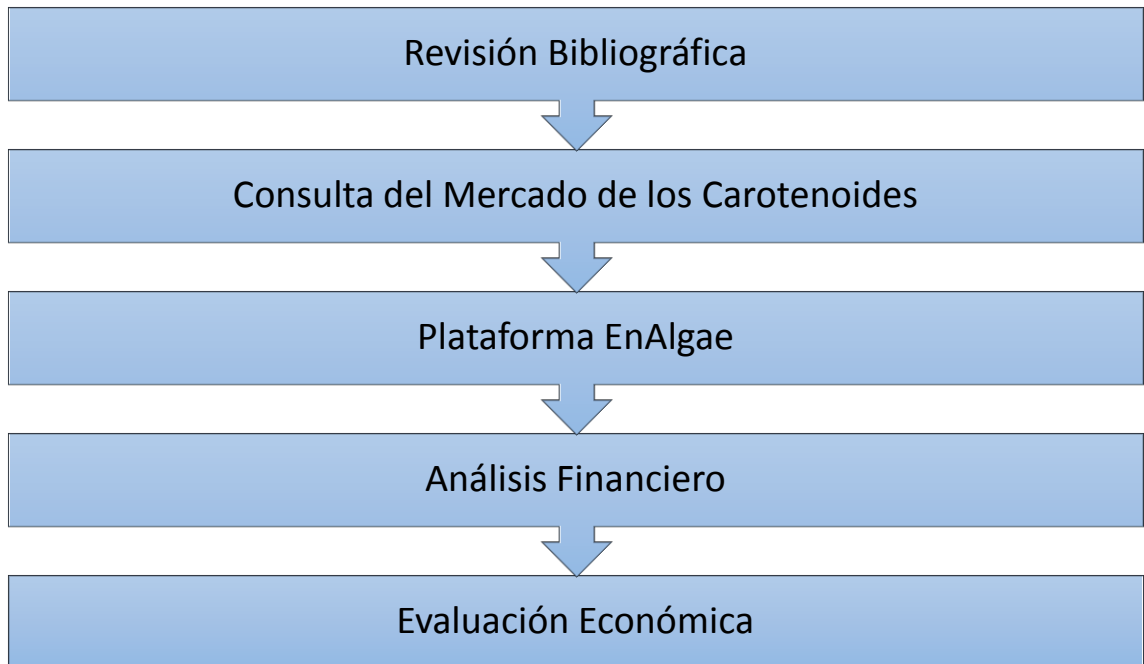 Revisión Bibliográfica
Consulta del Mercado de los Carotenoides
Plataforma EnAlgae
Análisis Financiero
Evaluación Económica